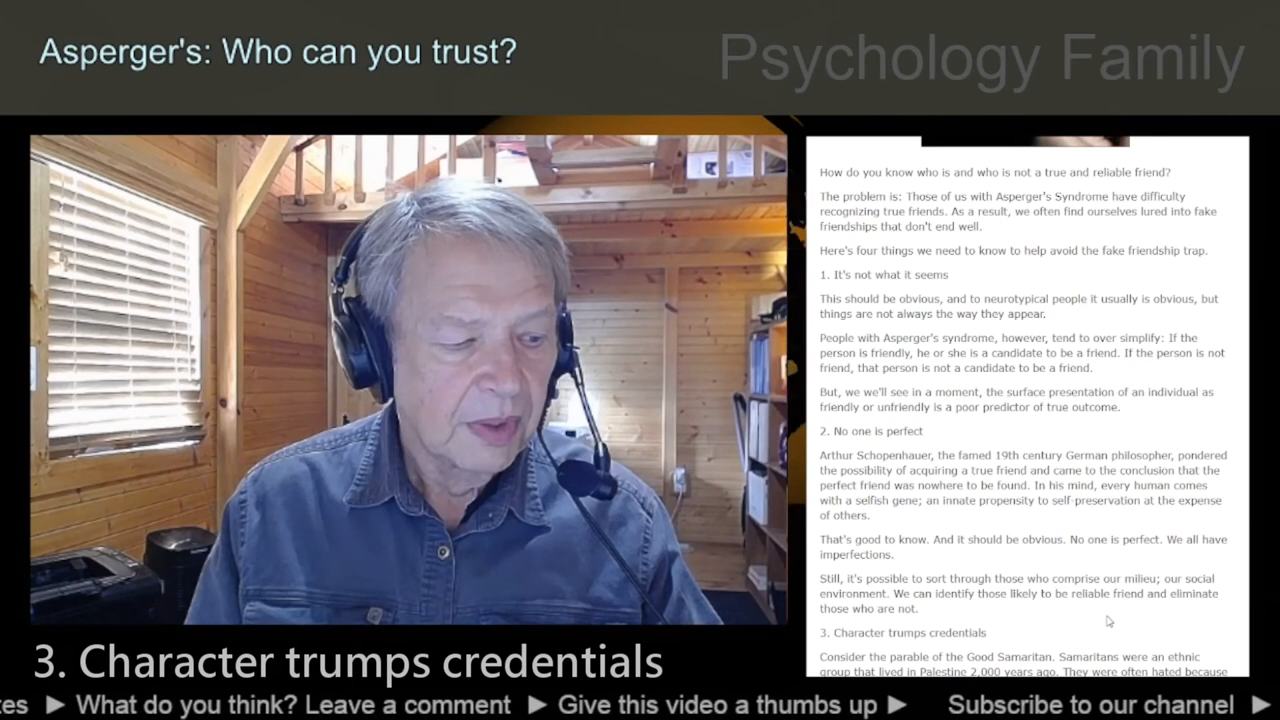 Asperger's: Who can you trust?
Psychology Family
How do you know who is and who is not a true and reliable friend?
The problem is: Those of us with Asperger's Syndrome have difficulty
recognizing true friends. As a result, we often find ourselves lured into fake
friendships that don't end well.
Here's four things we need to know to help avoid the fake friendship trap.
1. It's not what it seems
This should be obvious, and to neurotypical people it usually is obvious, but
things are not always the way they appear.
People with Asperger's syndrome, however, tend to over simplify: If the
person is friendly, he or she is a candidate to be a friend. If the person is not
friend, that person is not a candidate to be a friend.
But, we we'll see in a moment, the surface presentation of an individual as
friendly or unfriendly is a poor predictor of true outcome.
2. No one is perfect
Arthur Schopenhauer, the famed 19th century German philosopher, pondered
the possibility of acquiring a true friend and came to the conclusion that the
perfect friend was nowhere to be found. In his mind, every human comes
with a selfish gene; an innate propensity to self-preservation at the expense
of others.
That's good to know. And it should be obvious. No one is perfect. We all have
imperfections.
Still, it's possible to sort through those who comprise our milieu; our social
environment. We can identify those likely to be reliable friend and eliminate
those who are not.
3. Character trumps credentials
Consider the parable of the Good Samaritan. Samaritans were an ethnic
group that lived in Palestine 2,000 years ago. They were often hated because
3. Character trumps credentials
tes ► What do you think? Leave a comment ► Give this video a thumbs up ► Subscribe to our channel ►